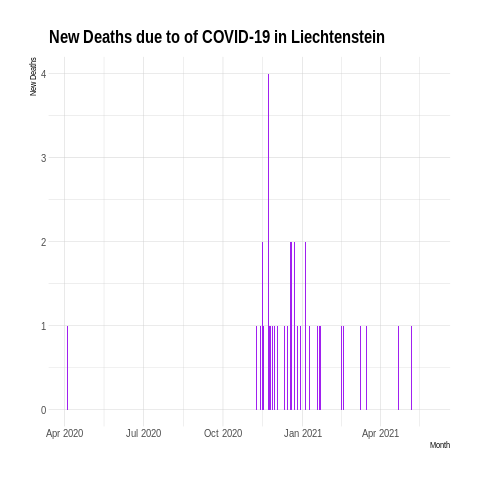 New Deaths due to of COVID-19 in Liechtenstein
New Deaths
4
3
2
1
0
Apr 2020 Jul 2020 Oct 2020 Jan 2021 Apr 2021
Month